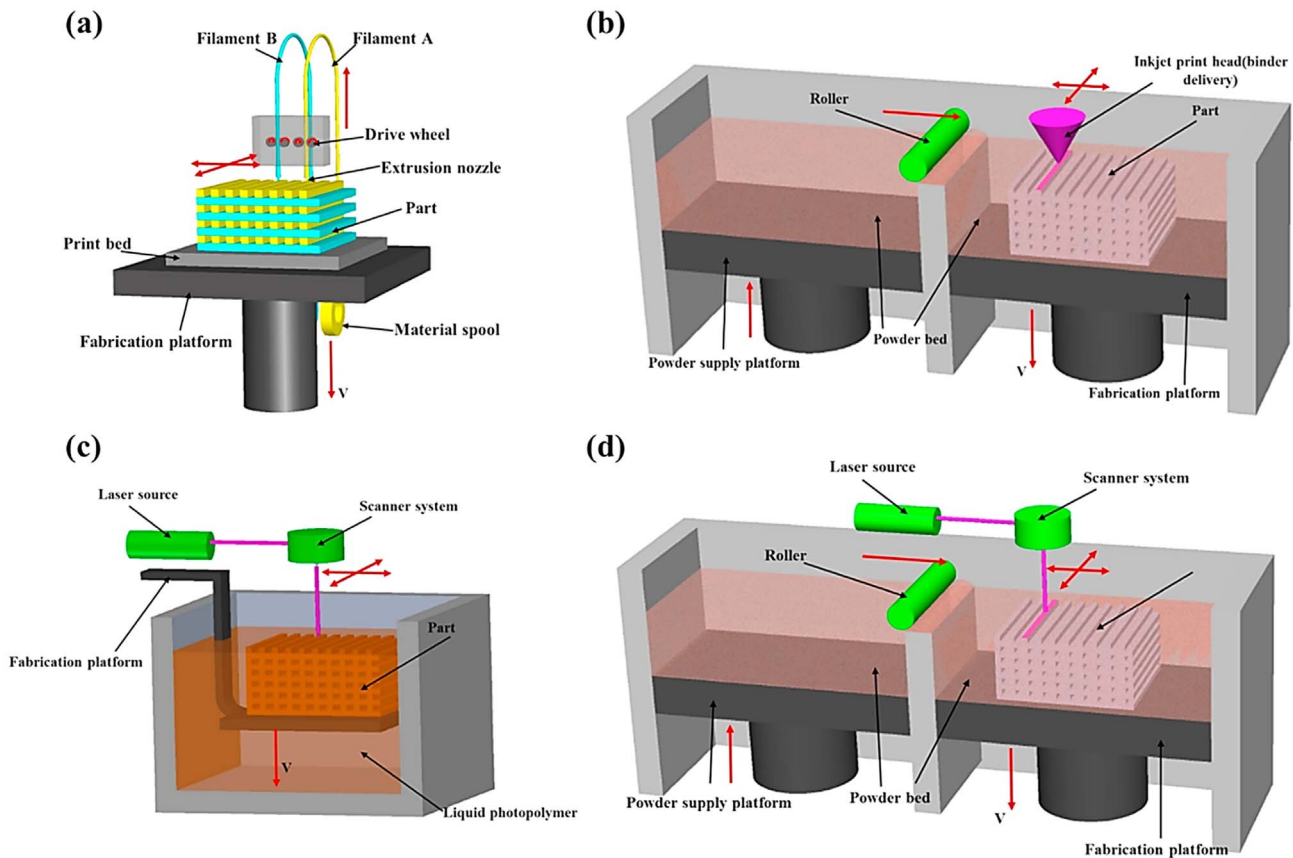 (a)
Filament B
Filament A
Drive wheel
Extrusion nozzle
Part
Print bed
Fabrication platform
Material spool
V
(b)
Inkjet print head(binder
delivery)
Roller
Part
Powder bed
Powder supply platform
V
Fabrication platform
(c)
Laser source
Scanner system
Part
Fabrication platform
V
Liquid photopolymer
(d)
Laser source
Scanner system
Roller
Powder supply platform
Powder bed
V
Fabrication platform